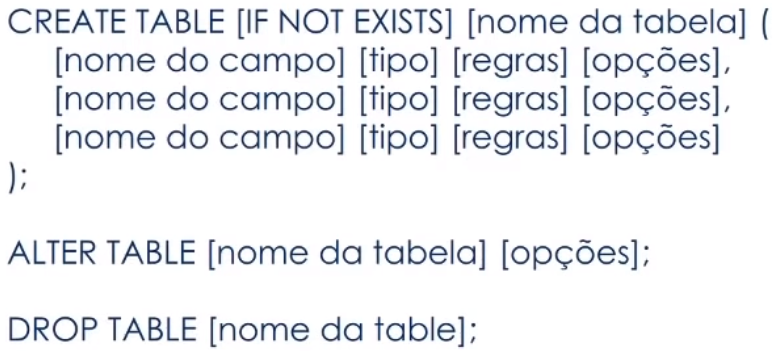 CREATE TABLE [IF NOT EXISTS] [nome da tabela] (
[nome do campo] [tipo] [regras] [opções],
[nome do campo] [tipo] [regras] [opções],
[nome do campo] [tipo] [regras] [opções]
);
ALTER TABLE [nome da tabela] [opções];
DROP TABLE [nome da table];